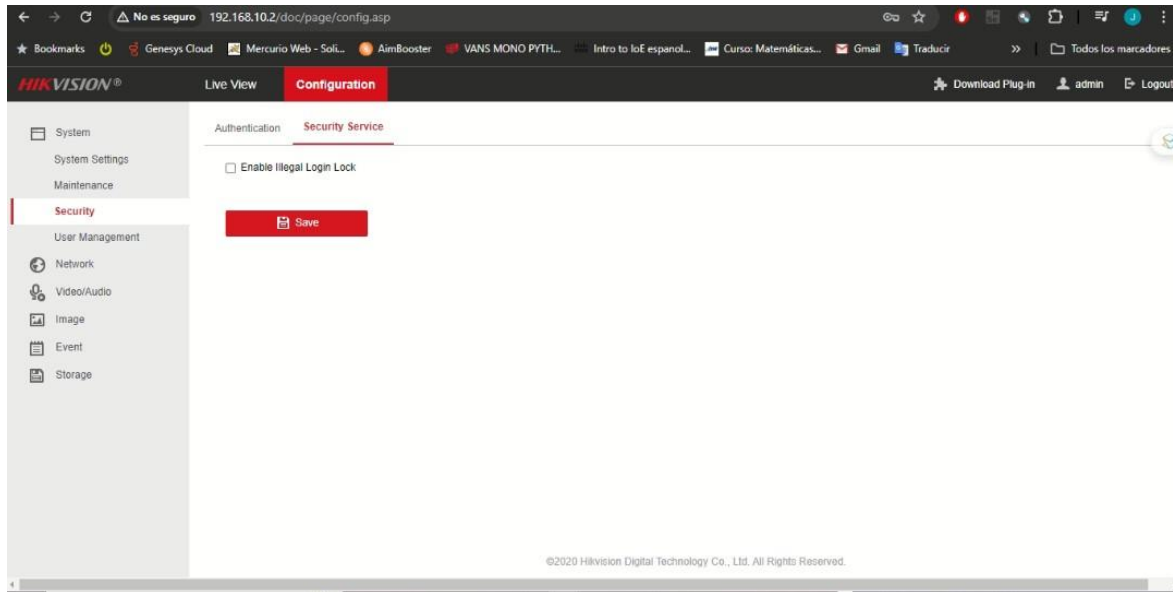 No es seguro 192.168.10.2/doc/page/config.asp
Bookmarks Genesys Cloud Mercurio Web - Soli... AimBooster VANS MONO PYTH... Intro to IoE espanol... Curso: Matemáticas... Gmail Traducir » Todos los marcadores
HIKVISION® Live View Configuration Download Plug-in admin Logout
System
System Settings
Maintenance
Security
User Management
Network
Video/Audio
Image
Event
Storage
Authentication Security Service
Enable Illegal Login Lock
Save
©2020 Hikvision Digital Technology Co., Ltd. All Rights Reserved.